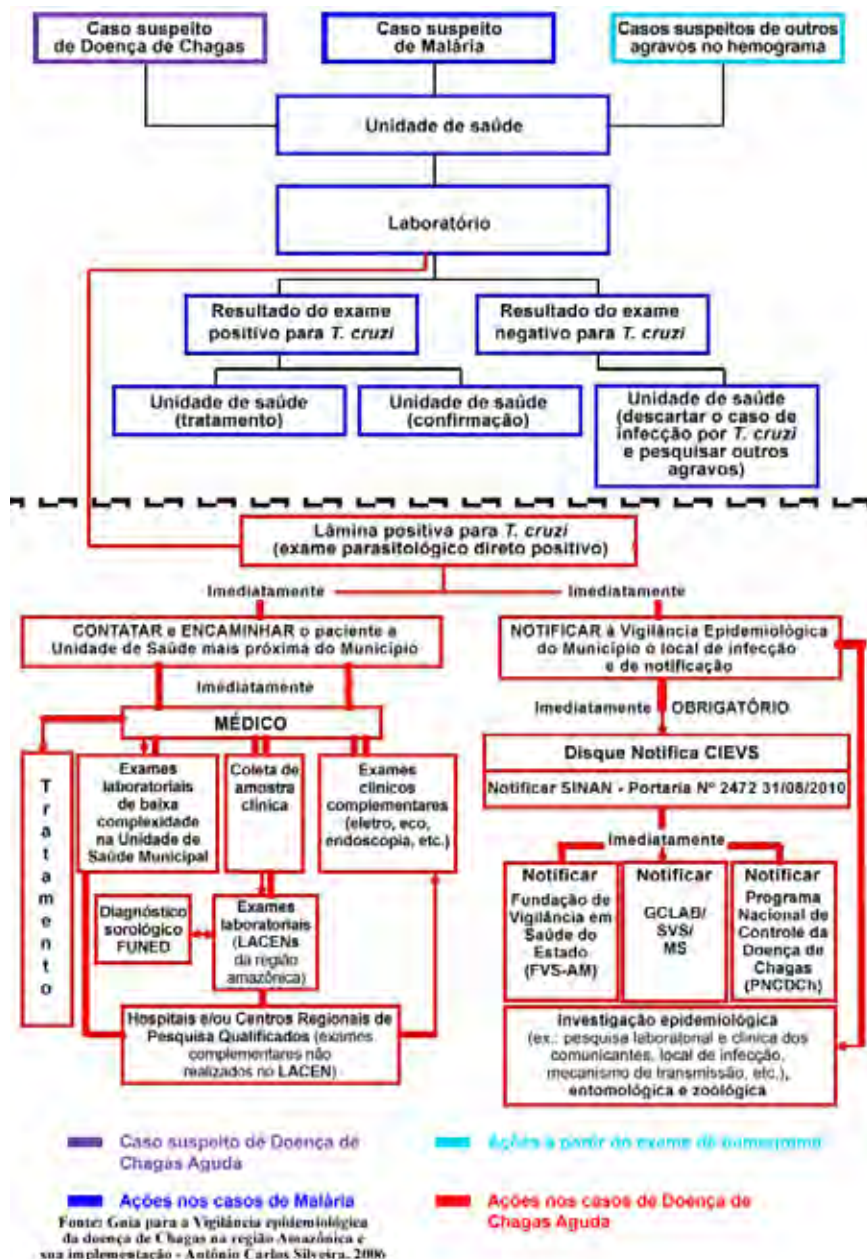 Caso suspeito
de Doença de Chagas
Caso suspeito
de Malária
Casos suspeitos de outros
agravos no hemograma
Unidade de saúde
Laboratório
Resultado do exame
positivo para T. cruzi
Resultado do exame
negativo para T. cruzi
Unidade de saúde
(tratamento)
Unidade de saúde
(confirmação)
Unidade de saúde
(descartar o caso de
infecção por T. cruzi
e pesquisar outros
agravos)
Lâmina positiva para T. cruzi
(exame parasitológico direto positivo)
Imediatamente
Imediatamente
CONTATAR e ENCAMINHAR o paciente a
Unidade de Saúde mais próxima do Município
NOTIFICAR à Vigilância Epidemiológica
do Município o local de infecção
e de notificação
Imediatamente
Imediatamente
OBRIGATÓRIO
MÉDICO
Disque Notifica CIEVS
Notificar SINAN - Portaria Nº 2472 31/08/2010
Tratamento
Exames
laboratoriais
de baixa
complexidade
na Unidade de
Saúde Municipal
Coleta de
amostra
clínica
Exames
clínicos
complementares
(eletro, eco,
endoscopia, etc.)
Imediatamente
Diagnóstico
sorológico
FUNED
Exames
laboratoriais
(LACENs
da região
amazônica)
Notificar
Fundação de
Vigilância em
Saúde do
Estado
(FVS-AM)
Notificar
GCLAB/
SVS/
MS
Notificar
Programa
Nacional de
Controle da
Doença de
Chagas
(PNCDCh)
Hospitais e/ou Centros Regionais de
Pesquisa Qualificados (exames
complementares não
realizados no LACEN)
Investigação epidemiológica
(ex.: pesquisa laboratorial e clínica dos
comunicantes, local de infecção,
mecanismo de transmissão, etc.),
entomológica e zoológica
Caso suspeito de Doença de
Chagas Aguda
Ações a partir do exame de hemograma
Ações nos casos de Malária
Ações nos casos de Doença de
Chagas Aguda
Fonte: Guia para a Vigilância epidemiológica
da doença de Chagas na região Amazônica e
sua implementação - Antônio Carlos Silveira, 2006